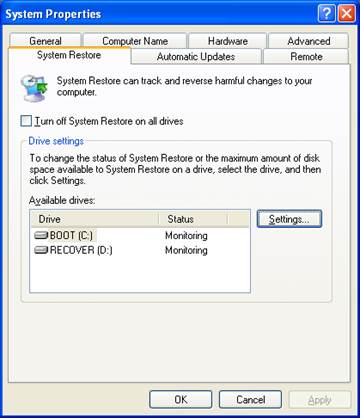 System Properties
General Computer Name Hardware Advanced
System Restore Automatic Updates Remote
System Restore can track and reverse harmful changes to your
computer.
Turn off System Restore on all drives
Drive settings
To change the status of System Restore or the maximum amount of disk
space available to System Restore on a drive, select the drive, and then
click Settings.
Available drives:
Drive Status
BOOT (C:) Monitoring
RECOVER (D:) Monitoring
Settings...
OK Cancel Apply